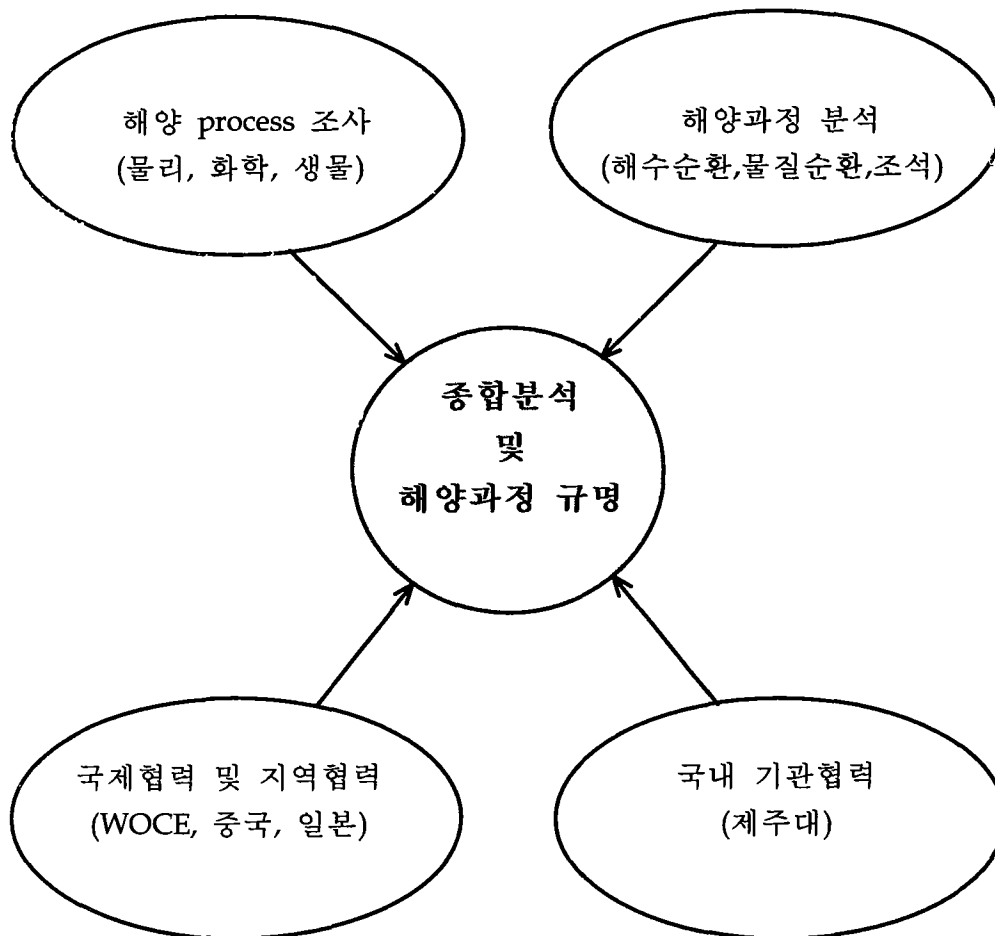 해양 process 조사
(물리, 화학, 생물)
해양과정 분석
(해수순환,물질순환,조석)
종합분석
및
해양과정 규명
국제협력 및 지역협력
(WOCE, 중국, 일본)
국내 기관협력
(제주대)